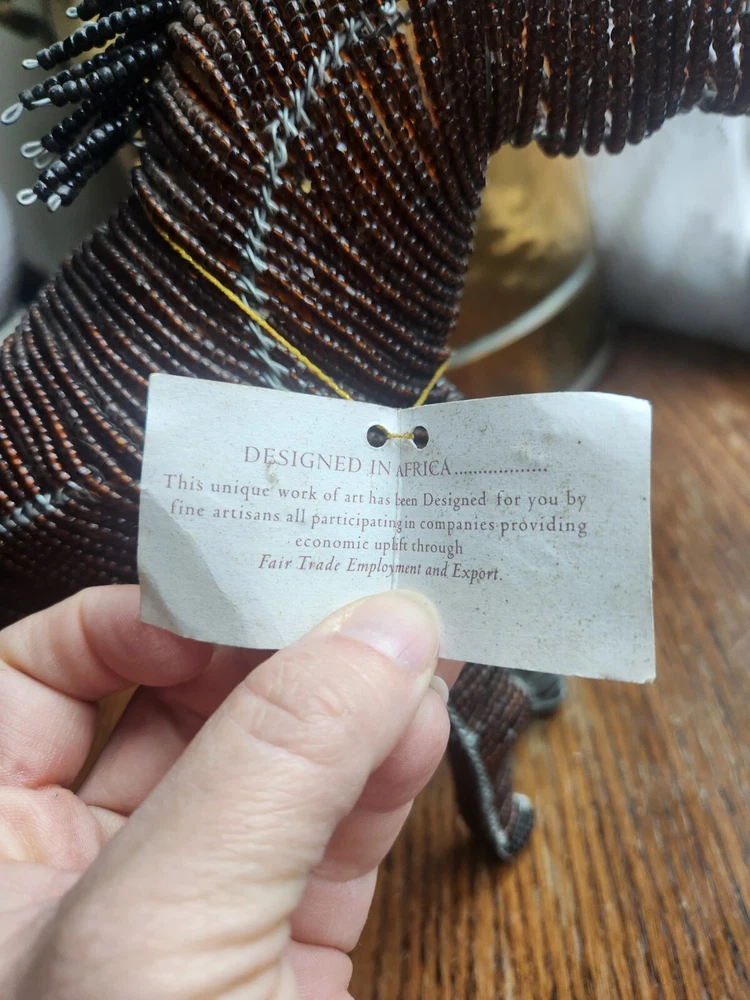 DESIGNED IN AFRICA.................
This unique work of art has been Designed for you by
fine artisans all participating in companies providing
economic uplift through
Fair Trade Employment and Export.